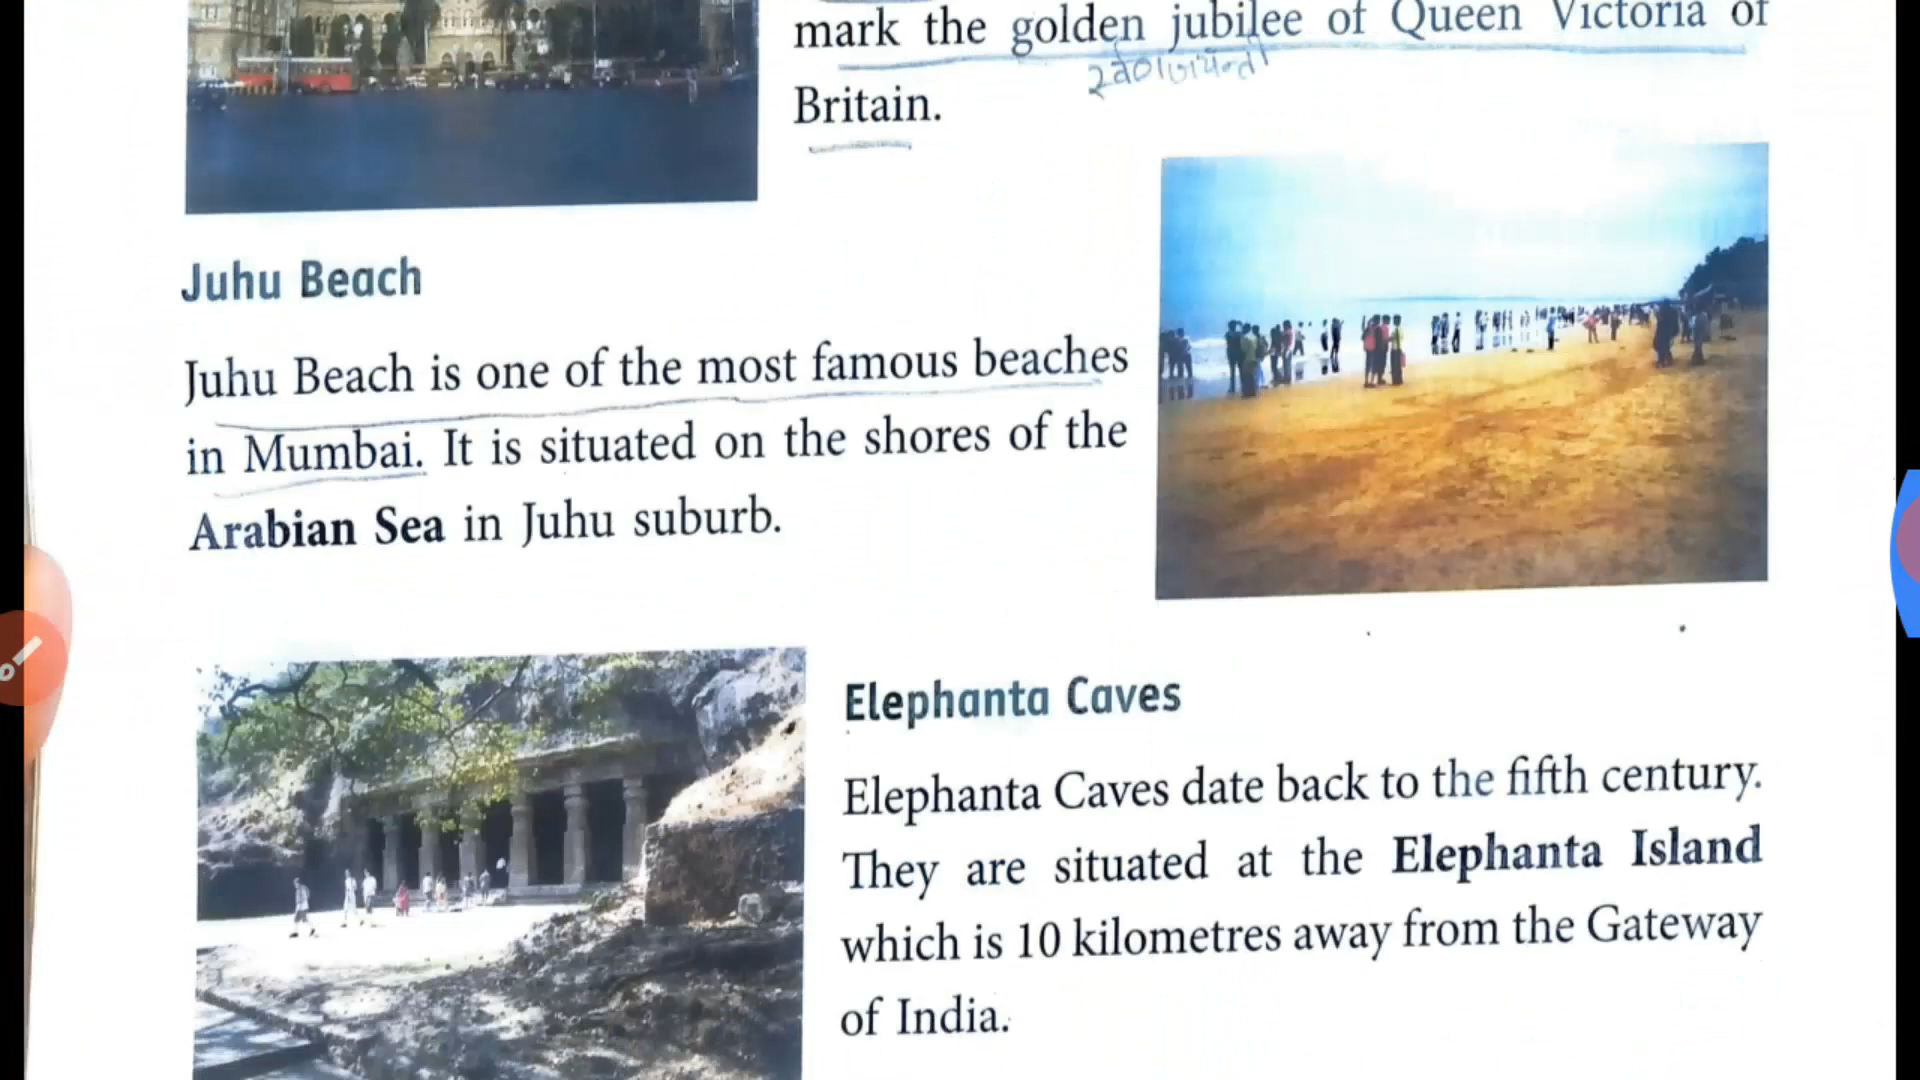 mark the golden jubilee of Queen Victoria of
Britain.
Juhu Beach
Juhu Beach is one of the most famous beaches
in Mumbai. It is situated on the shores of the
Arabian Sea in Juhu suburb.
Elephanta Caves
Elephanta Caves date back to the fifth century.
They are situated at the Elephanta Island
which is 10 kilometres away from the Gateway
of India.